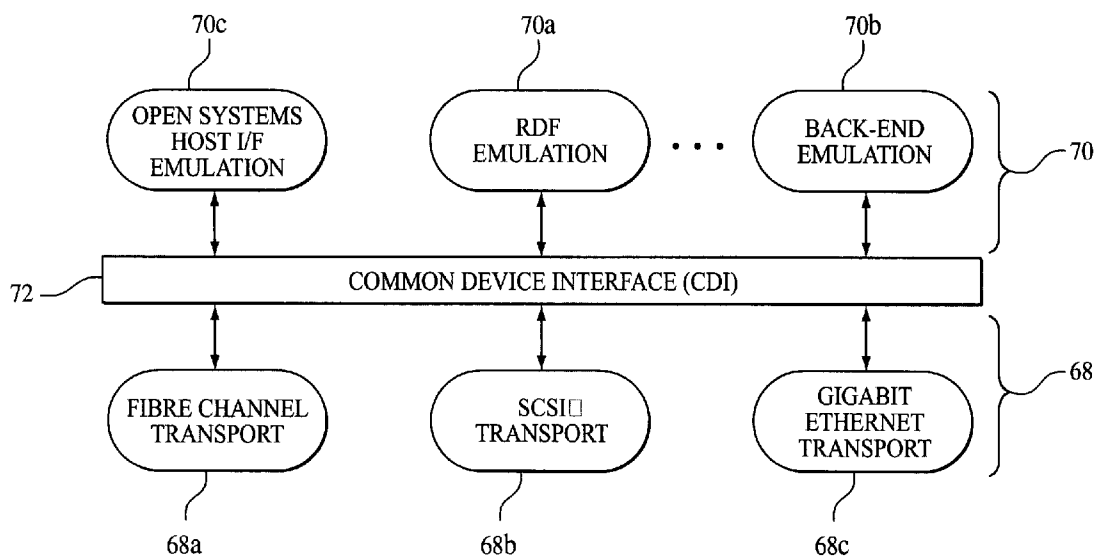 70c
70a
70b
OPEN SYSTEMS
HOST I/F
EMULATION
RDF
EMULATION
• • •
BACK-END
EMULATION
70
72
COMMON DEVICE INTERFACE (CDI)
68
FIBRE CHANNEL
TRANSPORT
SCSI□
TRANSPORT
GIGABIT
ETHERNET
TRANSPORT
68a
68b
68c